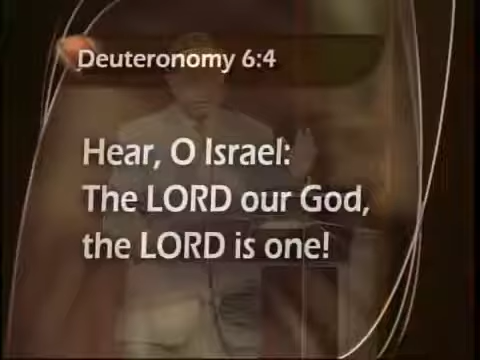 Deuteronomy 6:4
Hear, O Israel:
The LORD our God,
the LORD is one!